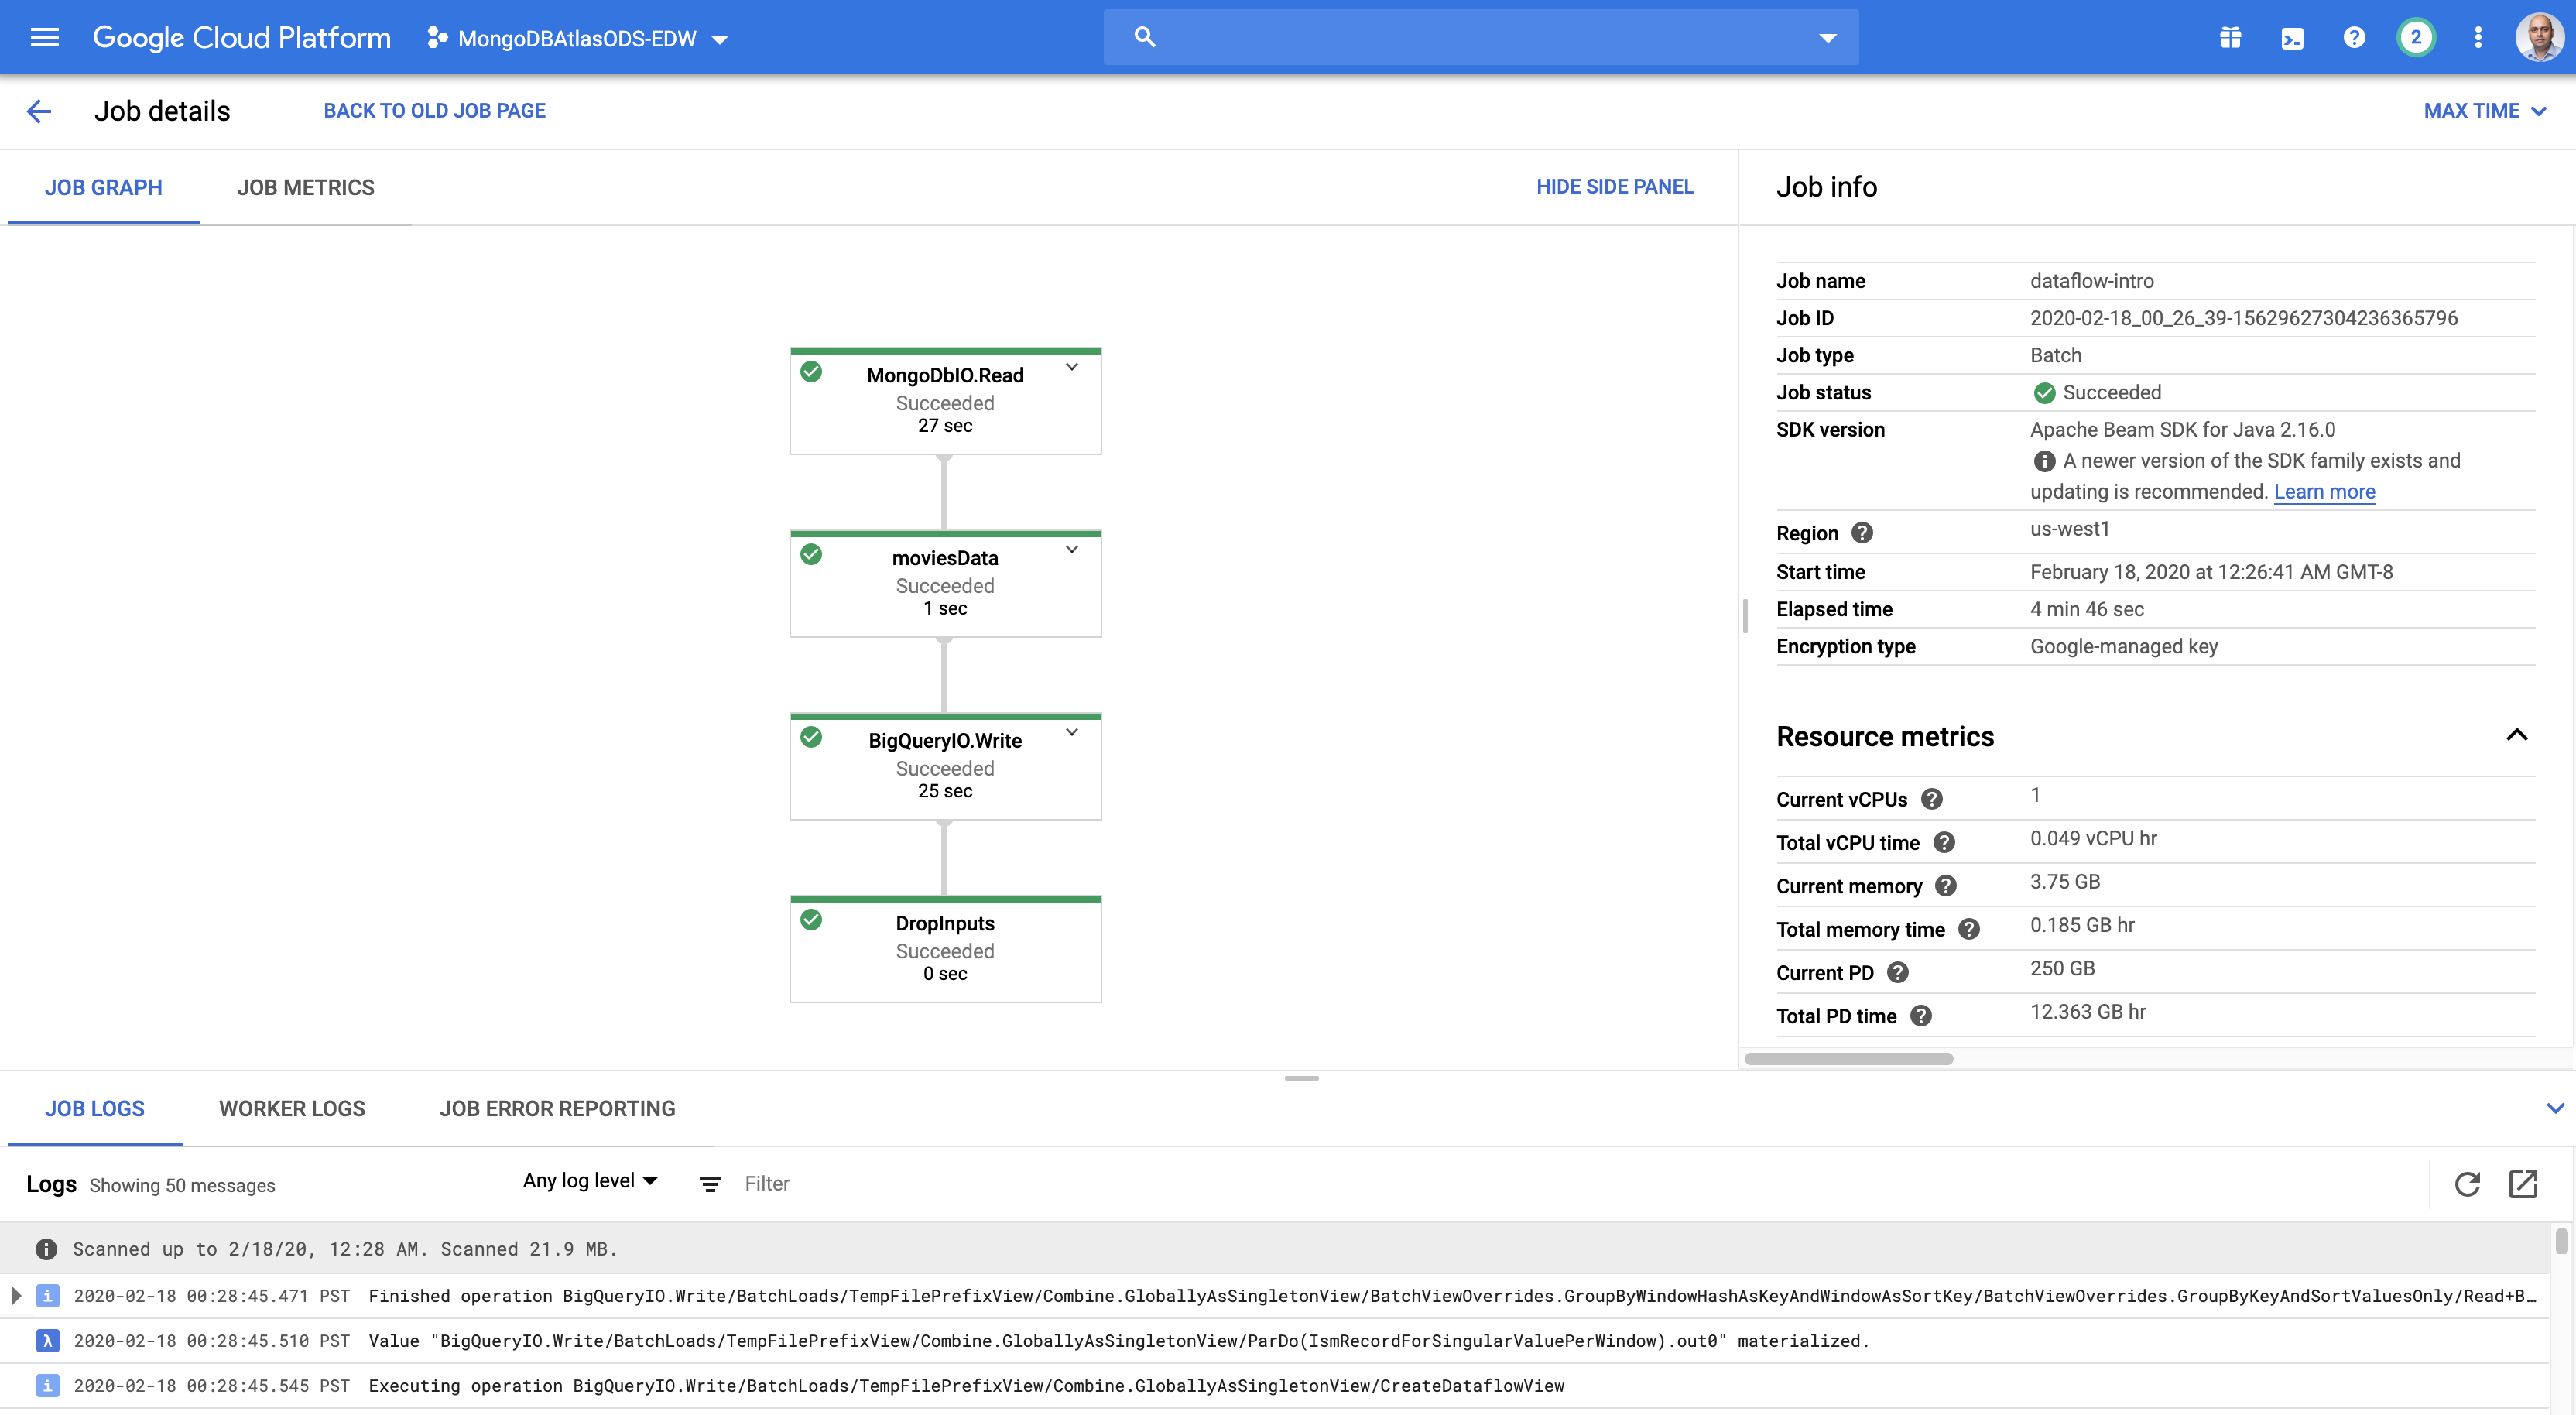 Google Cloud Platform
MongoDBAtlasODS-EDW
2
Job details
BACK TO OLD JOB PAGE
MAX TIME
JOB GRAPH
JOB METRICS
HIDE SIDE PANEL
MongoDbIO.Read
Succeeded
27 sec
moviesData
Succeeded
1 sec
BigQueryIO.Write
Succeeded
25 sec
DropInputs
Succeeded
0 sec
Job info
Job name dataflow-intro
Job ID 2020-02-18_00_26_39-15629627304236365796
Job type Batch
Job status Succeeded
SDK version Apache Beam SDK for Java 2.16.0
A newer version of the SDK family exists and
updating is recommended. Learn more
Region us-west1
Start time February 18, 2020 at 12:26:41 AM GMT-8
Elapsed time 4 min 46 sec
Encryption type Google-managed key
Resource metrics
Current vCPUs 1
Total vCPU time 0.049 vCPU hr
Current memory 3.75 GB
Total memory time 0.185 GB hr
Current PD 250 GB
Total PD time 12.363 GB hr
JOB LOGS
WORKER LOGS
JOB ERROR REPORTING
Logs Showing 50 messages
Any log level
Filter
Scanned up to 2/18/20, 12:28 AM. Scanned 21.9 MB.
i 2020-02-18 00:28:45.471 PST Finished operation BigQueryIO.Write/BatchLoads/TempFilePrefixView/Combine.GloballyAsSingletonView/BatchViewOverrides.GroupByWindowHashAsKeyAndWindowAsSortKey/BatchViewOverrides.GroupByKeyAndSortValuesOnly/Read+B…
λ 2020-02-18 00:28:45.510 PST Value "BigQueryIO.Write/BatchLoads/TempFilePrefixView/Combine.GloballyAsSingletonView/ParDo(IsmRecordForSingularValuePerWindow).out0" materialized.
i 2020-02-18 00:28:45.545 PST Executing operation BigQueryIO.Write/BatchLoads/TempFilePrefixView/Combine.GloballyAsSingletonView/CreateDataflowView